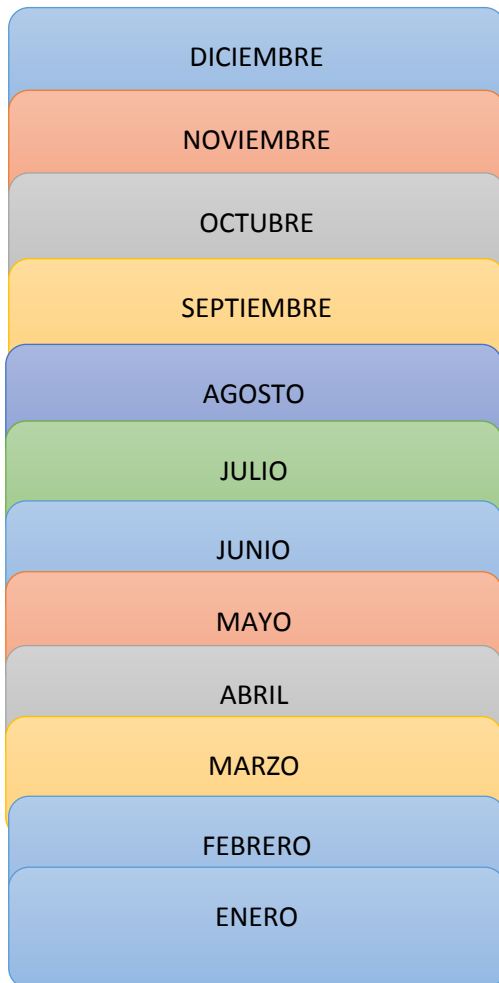 DICIEMBRE
NOVIEMBRE
OCTUBRE
SEPTIEMBRE
AGOSTO
JULIO
JUNIO
MAYO
ABRIL
MARZO
FEBRERO
ENERO